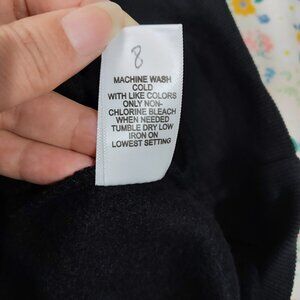 8
MACHINE WASH
COLD
WITH LIKE COLORS
ONLY NON-
CHLORINE BLEACH
WHEN NEEDED
TUMBLE DRY LOW
IRON ON
LOWEST SETTING